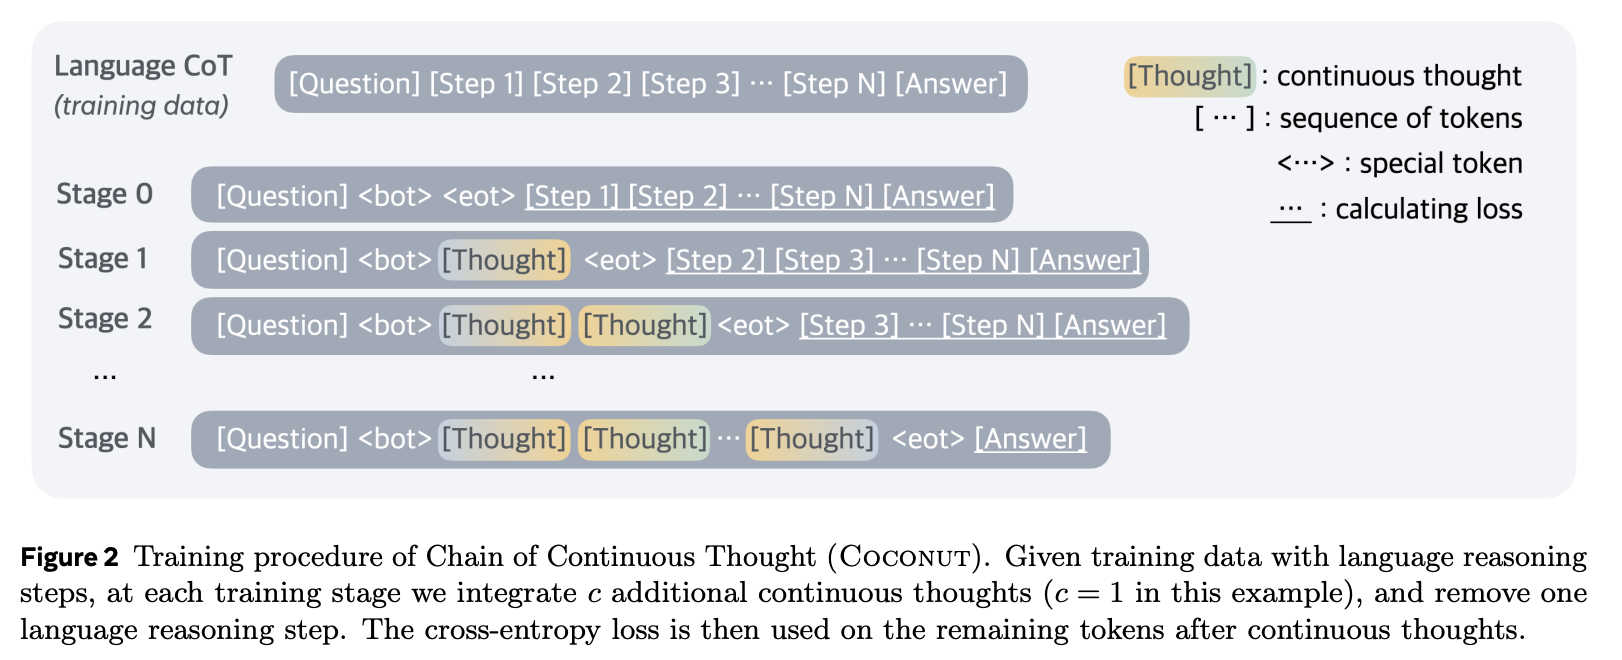 Language CoT
(training data)
[Question] [Step 1] [Step 2] [Step 3] ··· [Step N] [Answer]
[Thought] : continuous thought
[ ··· ] : sequence of tokens
<···> : special token
... : calculating loss
Stage 0
[Question] <bot> <eot> [Step 1] [Step 2] ··· [Step N] [Answer]
Stage 1
[Question] <bot> [Thought] <eot> [Step 2] [Step 3] ··· [Step N] [Answer]
Stage 2
[Question] <bot> [Thought] [Thought] <eot> [Step 3] ··· [Step N] [Answer]
... ...
Stage N
[Question] <bot> [Thought] [Thought] ··· [Thought] <eot> [Answer]
Figure 2 Training procedure of Chain of Continuous Thought (COCONUT). Given training data with language reasoning
steps, at each training stage we integrate c additional continuous thoughts (c = 1 in this example), and remove one
language reasoning step. The cross-entropy loss is then used on the remaining tokens after continuous thoughts.